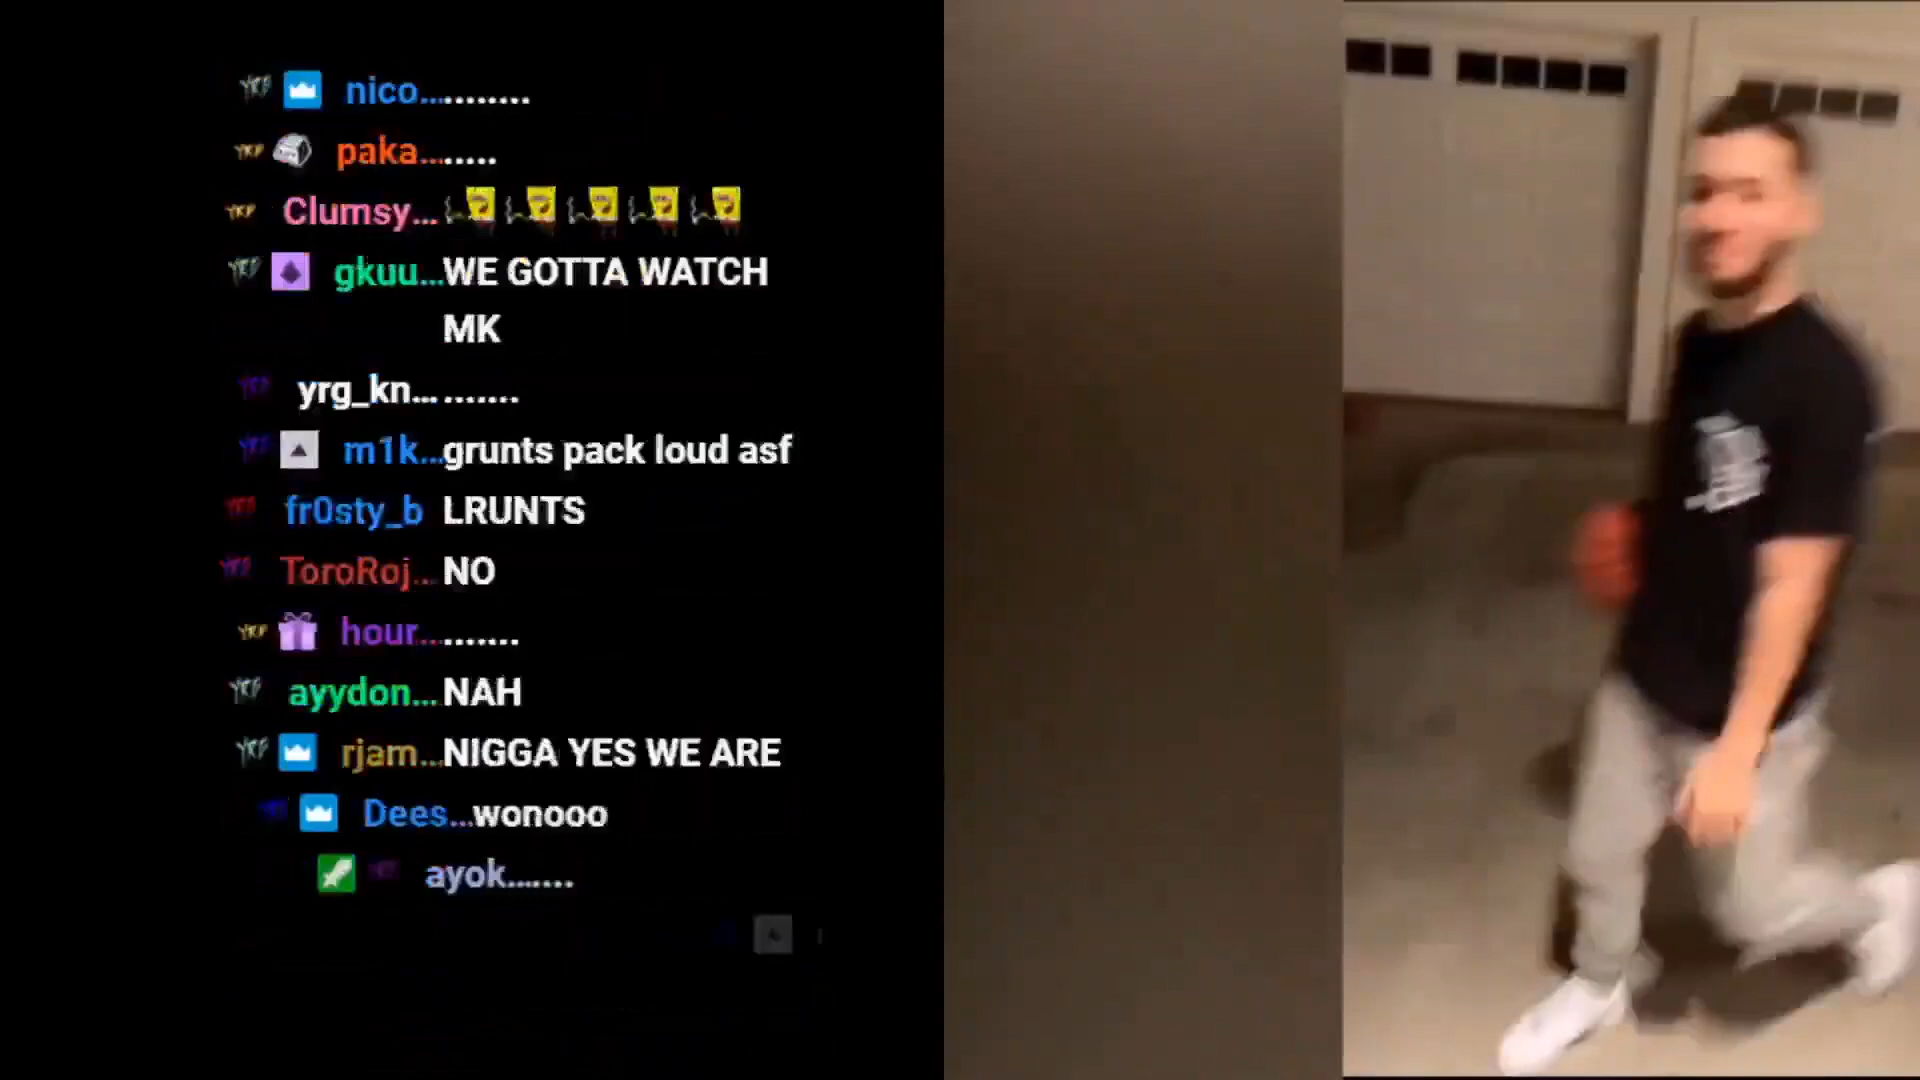 nico...........
paka........
Clumsy...
gkuu...WE GOTTA WATCH
MK
yrg_kn..........
m1k...grunts pack loud asf
fr0sty_b LRUNTS
ToroRoj...NO
hour..........
ayydon...NAH
rjam...NIGGA YES WE ARE
Dees...wonooo
ayok.......